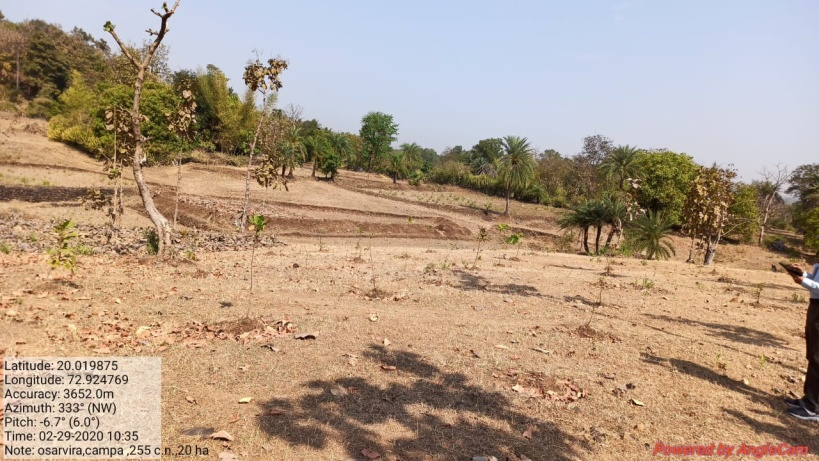 Latitude: 20.019875
Longitude: 72.924769
Accuracy: 3652.0m
Azimuth: 333° (NW)
Pitch: -6.7° (6.0°)
Time: 02-29-2020 10:35
Note: osarvira,campa ,255 c.n.,20 ha
Powered by AngleCam